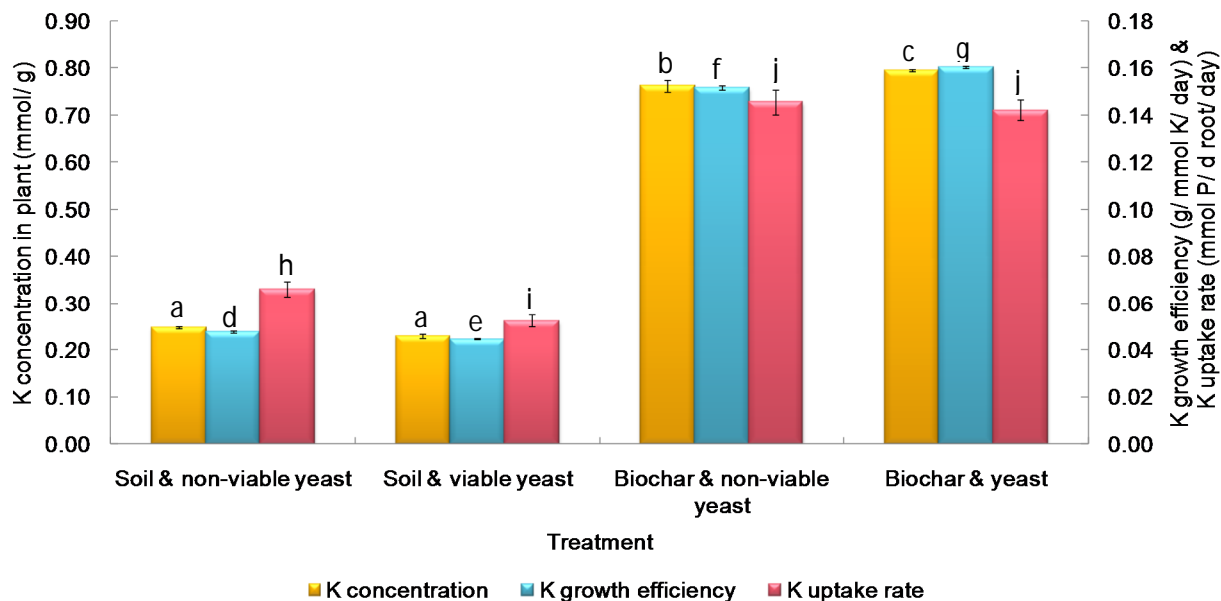 0.90
0.80
0.70
0.60
0.50
0.40
0.30
0.20
0.10
0.00
K concentration in plant (mmol/ g)
0.18
0.16
0.14
0.12
0.10
0.08
0.06
0.04
0.02
0.00
K growth efficiency (g/ mmol K/ day) &
K uptake rate (mmol P/ d root/ day)
a
d
h
a
e
i
b
f
j
c
g
j
Soil & non-viable yeast
Soil & viable yeast
Biochar & non-viable
yeast
Biochar & yeast
Treatment
K concentration
K growth efficiency
K uptake rate